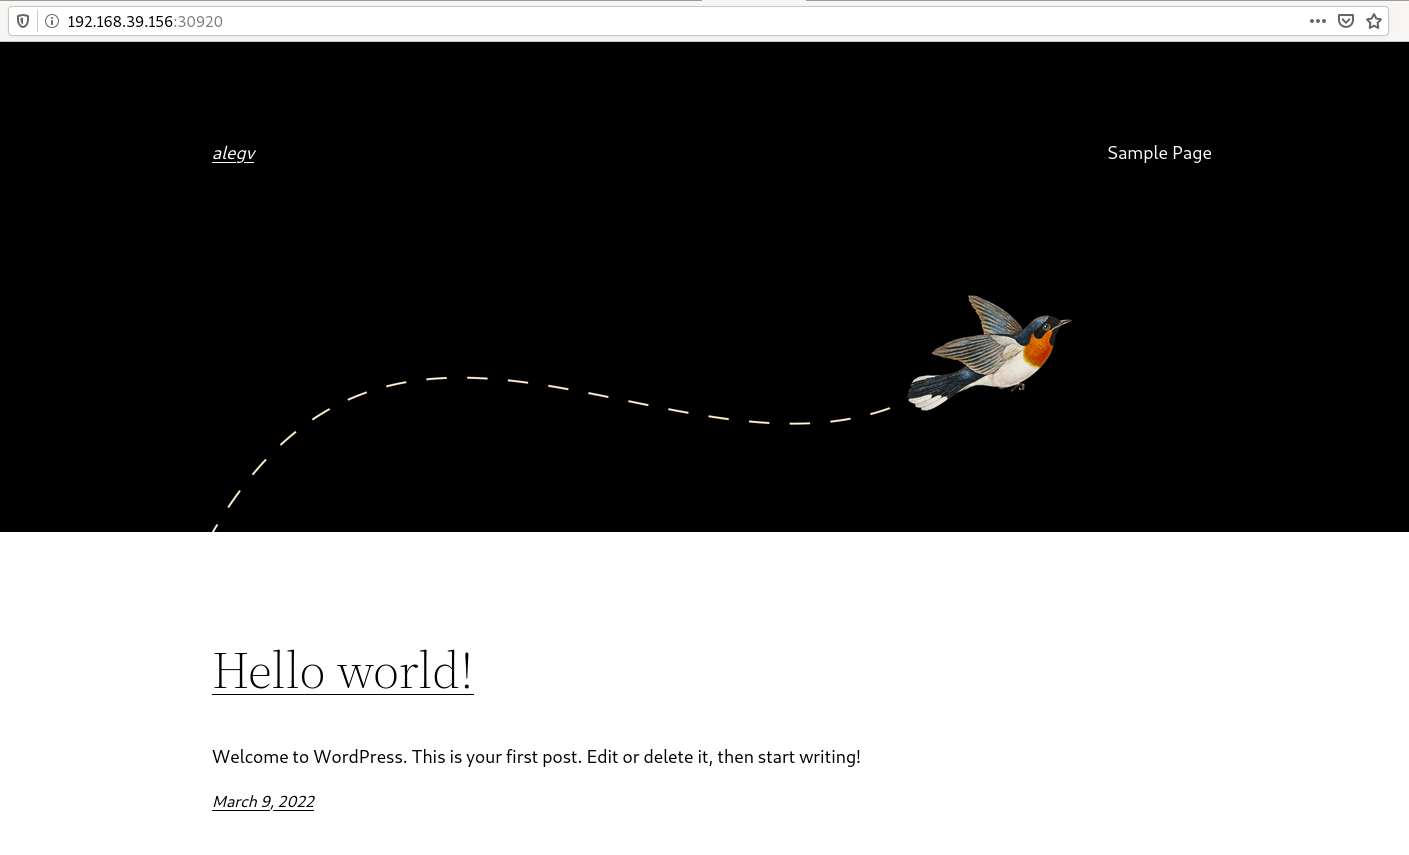 192.168.39.156:30920
alegv
Sample Page
Hello world!
Welcome to WordPress. This is your first post. Edit or delete it, then start writing!
March 9, 2022